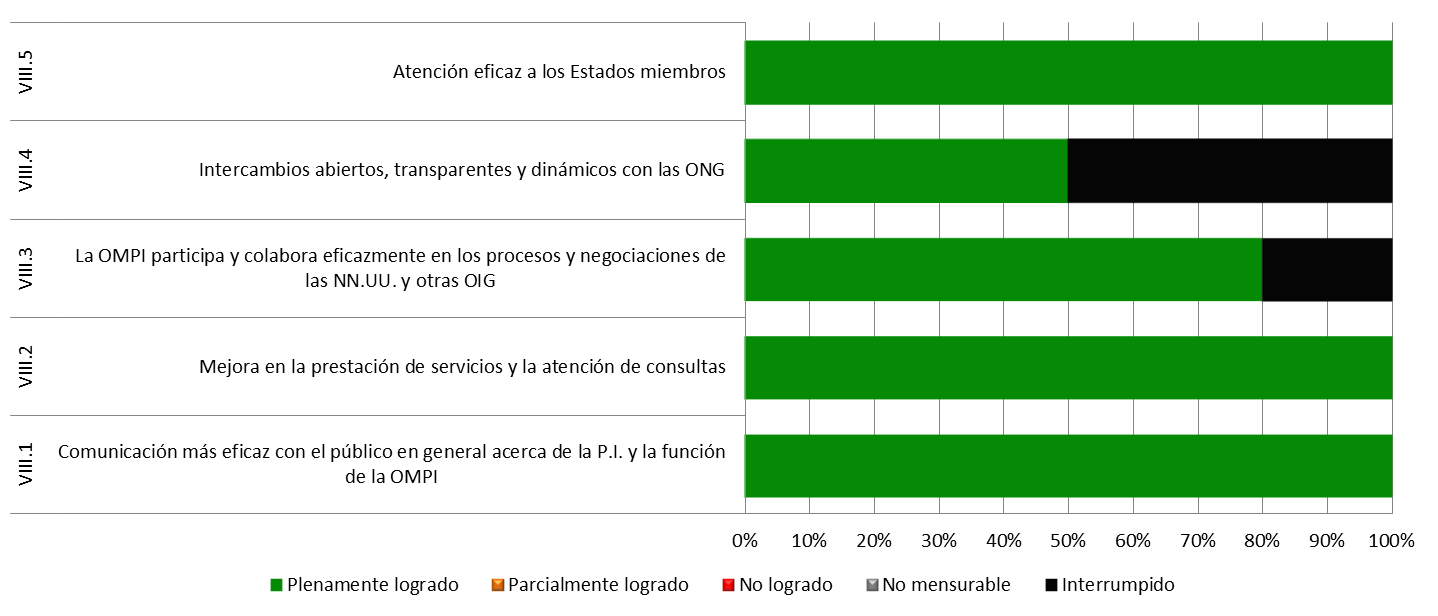 VIII.5
Atención eficaz a los Estados miembros
VIII.4
Intercambios abiertos, transparentes y dinámicos con las ONG
VIII.3
La OMPI participa y colabora eficazmente en los procesos y negociaciones de
las NN.UU. y otras OIG
VIII.2
Mejora en la prestación de servicios y la atención de consultas
VIII.1
Comunicación más eficaz con el público en general acerca de la P.I. y la función
de la OMPI
0% 10% 20% 30% 40% 50% 60% 70% 80% 90% 100%
Plenamente logrado Parcialmente logrado No logrado No mensurable Interrumpido